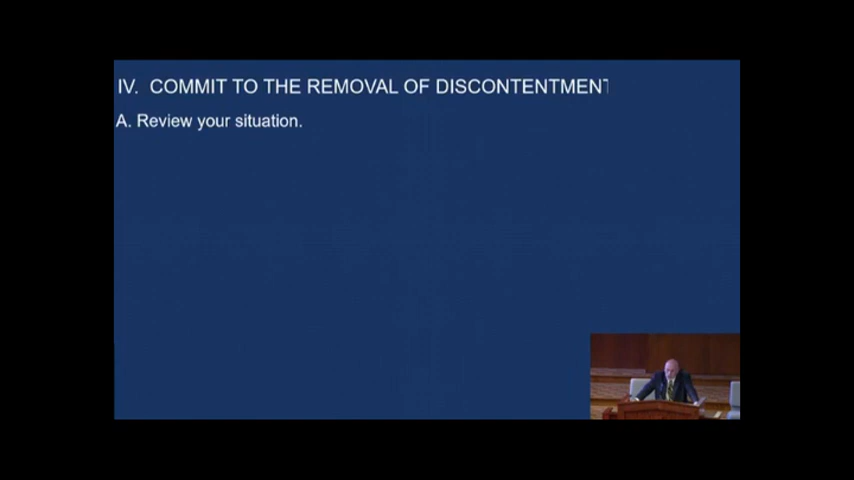 IV. COMMIT TO THE REMOVAL OF DISCONTENTMENT
A. Review your situation.